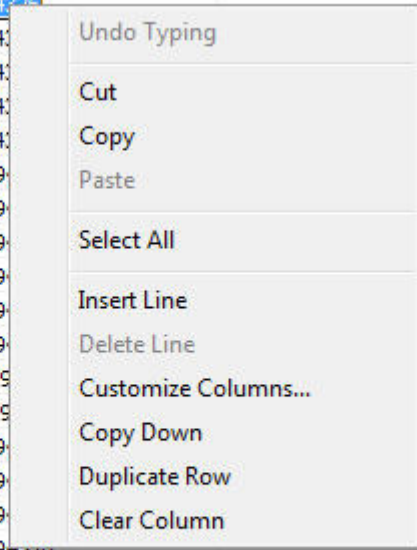 Undo Typing
Cut
Copy
Paste
Select All
Insert Line
Delete Line
Customize Columns...
Copy Down
Duplicate Row
Clear Column